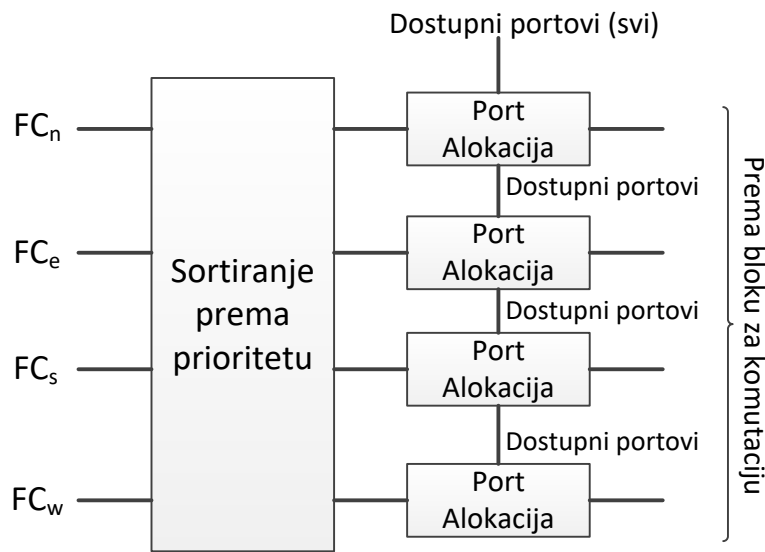 Dostupni portovi (svi)
FCn
Port
Alokacija
Dostupni portovi
FCe
Port
Alokacija
Sortiranje
prema
prioritetu
Dostupni portovi
FCs
Port
Alokacija
Dostupni portovi
FCw
Port
Alokacija
Prema bloku za komutaciju